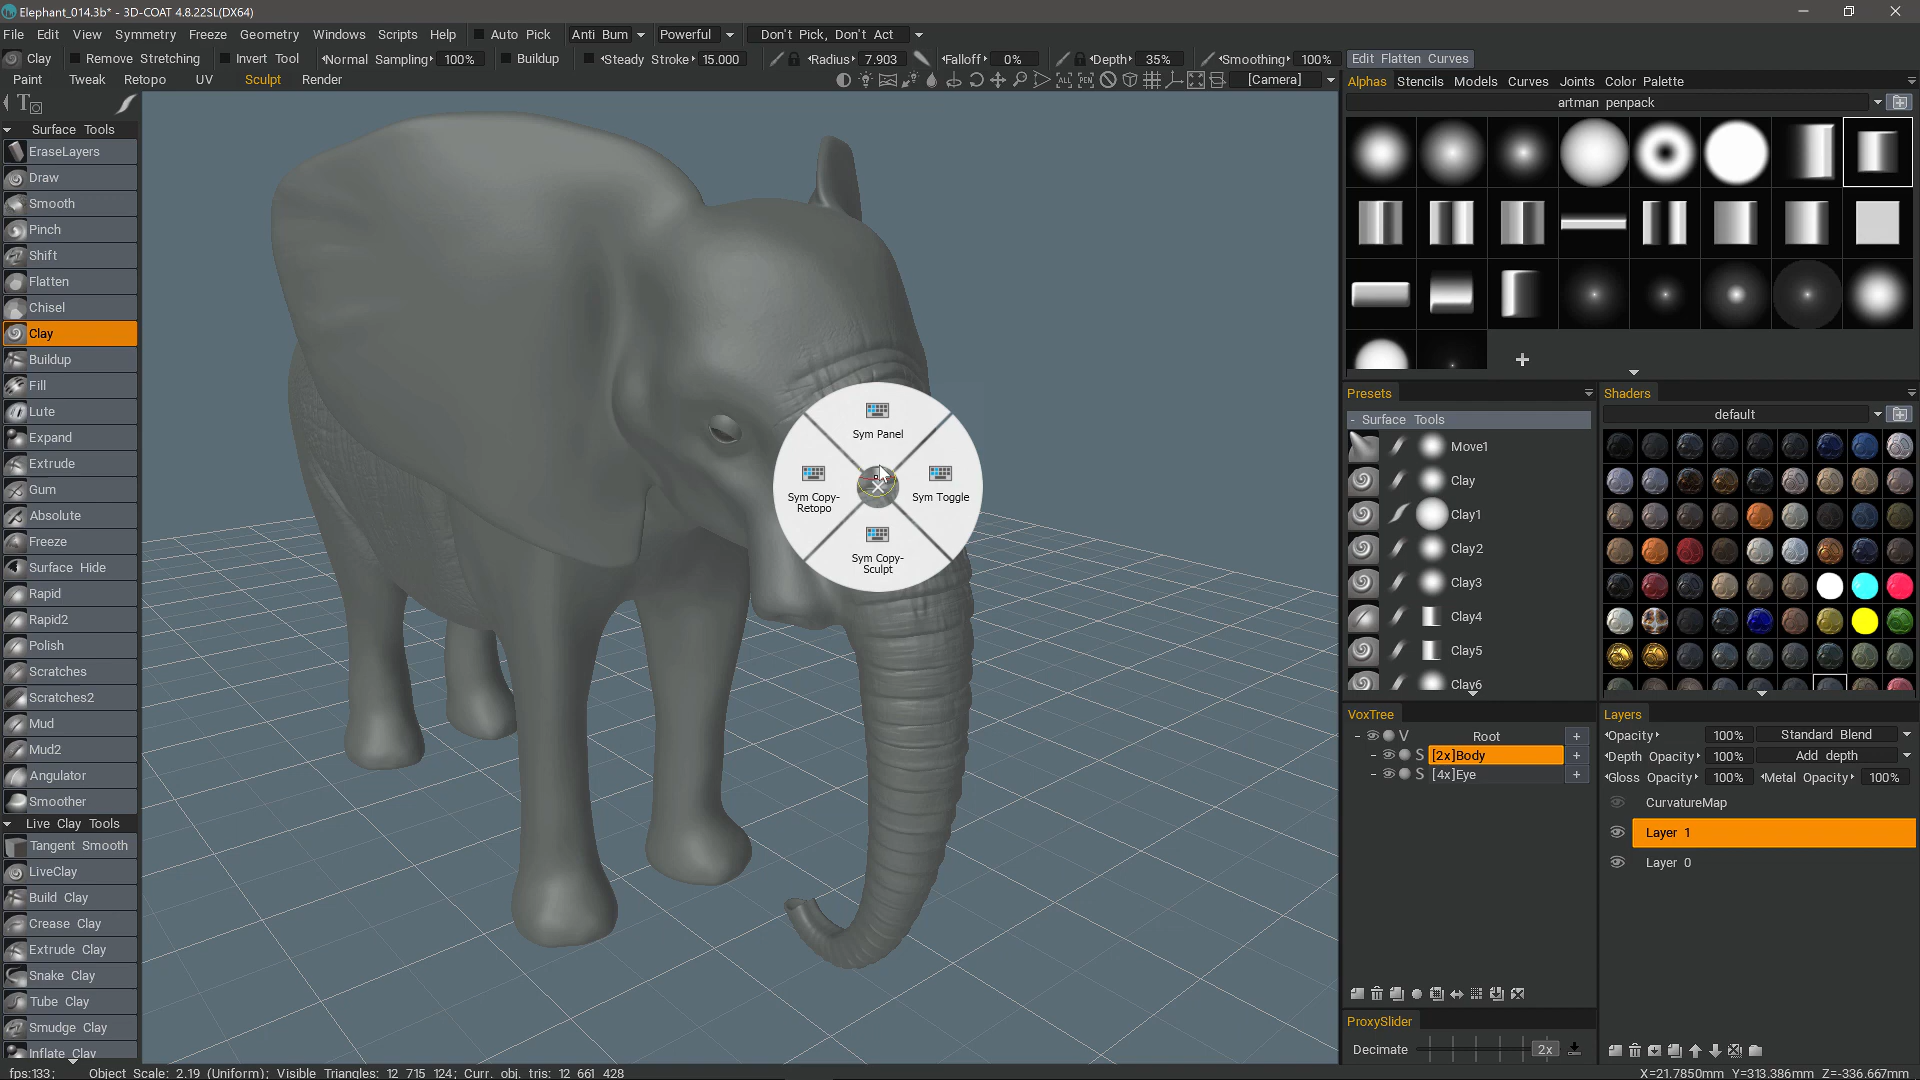 Elephant_014.3b* - 3D-COAT 4.8.22SL(DX64)
File Edit View Symmetry Freeze Geometry Windows Scripts Help Auto Pick Anti Bum Powerful Don't Pick, Don't Act
Clay Remove Stretching Invert Tool Normal Sampling 100% Buildup Steady Stroke 15.000 Radius 7.903 Falloff 0% Depth 35% Smoothing 100% Edit Flatten Curves
Paint Tweak Retopo UV Sculpt Render [Camera]
Alphas Stencils Models Curves Joints Color Palette
artman penpack
Surface Tools
EraseLayers
Draw
Smooth
Pinch
Shift
Flatten
Chisel
Clay
Buildup
Fill
Lute
Expand
Extrude
Gum
Absolute
Freeze
Surface Hide
Rapid
Rapid2
Polish
Scratches
Scratches2
Mud
Mud2
Angulator
Smoother
Live Clay Tools
Tangent Smooth
LiveClay
Build Clay
Crease Clay
Extrude Clay
Snake Clay
Tube Clay
Smudge Clay
Inflate Clay
Sym Panel
Sym Copy-
Retopo
Sym Toggle
Sym Copy-
Sculpt
Presets
- Surface Tools
Move1
Clay
Clay1
Clay2
Clay3
Clay4
Clay5
Clay6
Shaders
default
VoxTree
- V Root +
- S [2x]Body +
- S [4x]Eye +
ProxySlider
Decimate 2x
Layers
Opacity 100% Standard Blend
Depth Opacity 100% Add depth
Gloss Opacity 100% Metal Opacity 100%
CurvatureMap
Layer 1
Layer 0
fps:133; Object Scale: 2.19 (Uniform); Visible Triangles: 12 715 124; Curr. obj. tris: 12 661 428
X=21.7850mm Y=313.386mm Z=-336.667mm